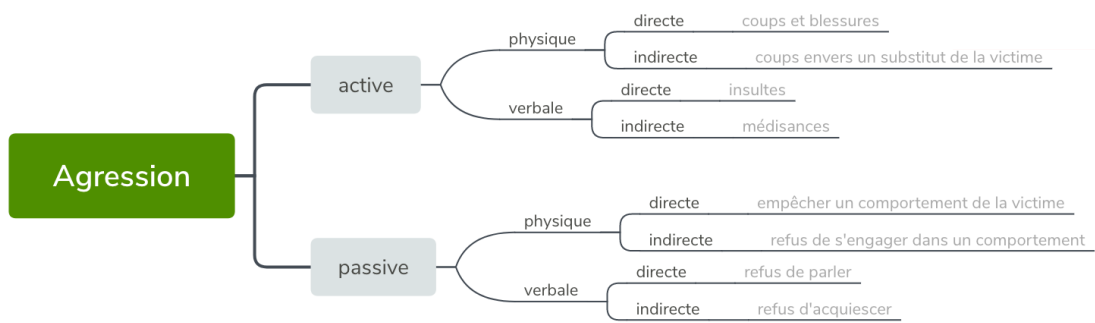 Agression
active
physique
directe
coups et blessures
indirecte
coups envers un substitut de la victime
verbale
directe
insultes
indirecte
médisances
passive
physique
directe
empêcher un comportement de la victime
indirecte
refus de s'engager dans un comportement
verbale
directe
refus de parler
indirecte
refus d'acquiescer